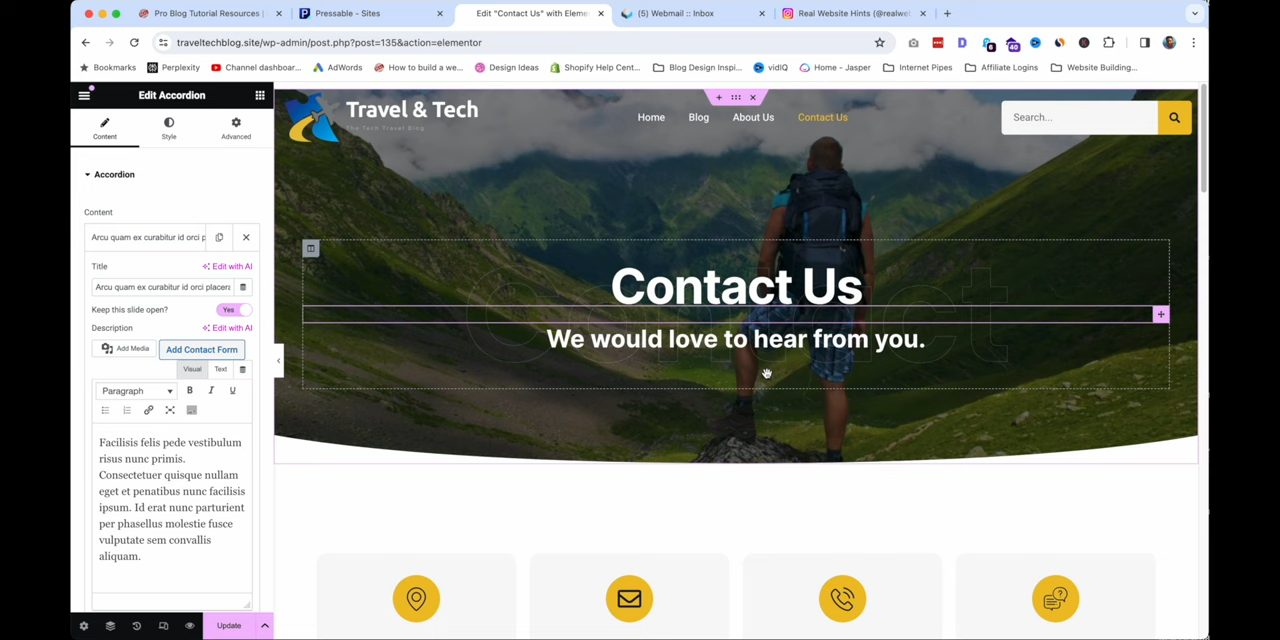 Pro Blog Tutorial Resources |
Pressable - Sites
Edit "Contact Us" with Eleme
(5) Webmail :: Inbox
Real Website Hints (@realweb
traveltechblog.site/wp-admin/post.php?post=135&action=elementor
6
40
Bookmarks
Perplexity
Channel dashboar...
AdWords
How to build a we...
Design Ideas
Shopify Help Cent...
Blog Design Inspi...
vidIQ
Home - Jasper
Internet Pipes
Affiliate Logins
Website Building...
Edit Accordion
Content
Style
Advanced
Accordion
Content
Arcu quam ex curabitur id orci p
Title
Edit with AI
Arcu quam ex curabitur id orci placera
Keep this slide open?
Yes
Description
Edit with AI
Add Media
Add Contact Form
Visual
Text
Paragraph
B
I
U
Facilisis felis pede vestibulum
risus nunc primis.
Consectetuer quisque nullam
eget et penatibus nunc facilisis
ipsum. Id erat nunc parturient
per phasellus molestie fusce
vulputate sem convallis
aliquam.
Update
Travel & Tech
The Tech Travel Blog
Home
Blog
About Us
Contact Us
Search...
Contact
Contact Us
We would love to hear from you.